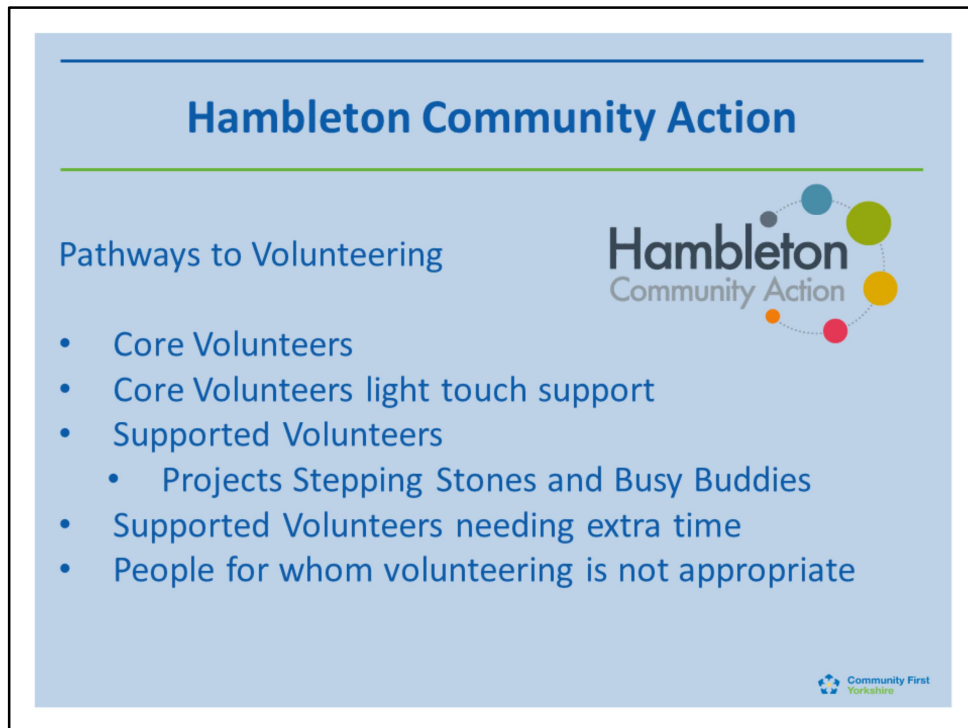 Hambleton Community Action
Pathways to Volunteering
Hambleton
Community Action
• Core Volunteers
• Core Volunteers light touch support
• Supported Volunteers
• Projects Stepping Stones and Busy Buddies
• Supported Volunteers needing extra time
• People for whom volunteering is not appropriate
Community First
Yorkshire